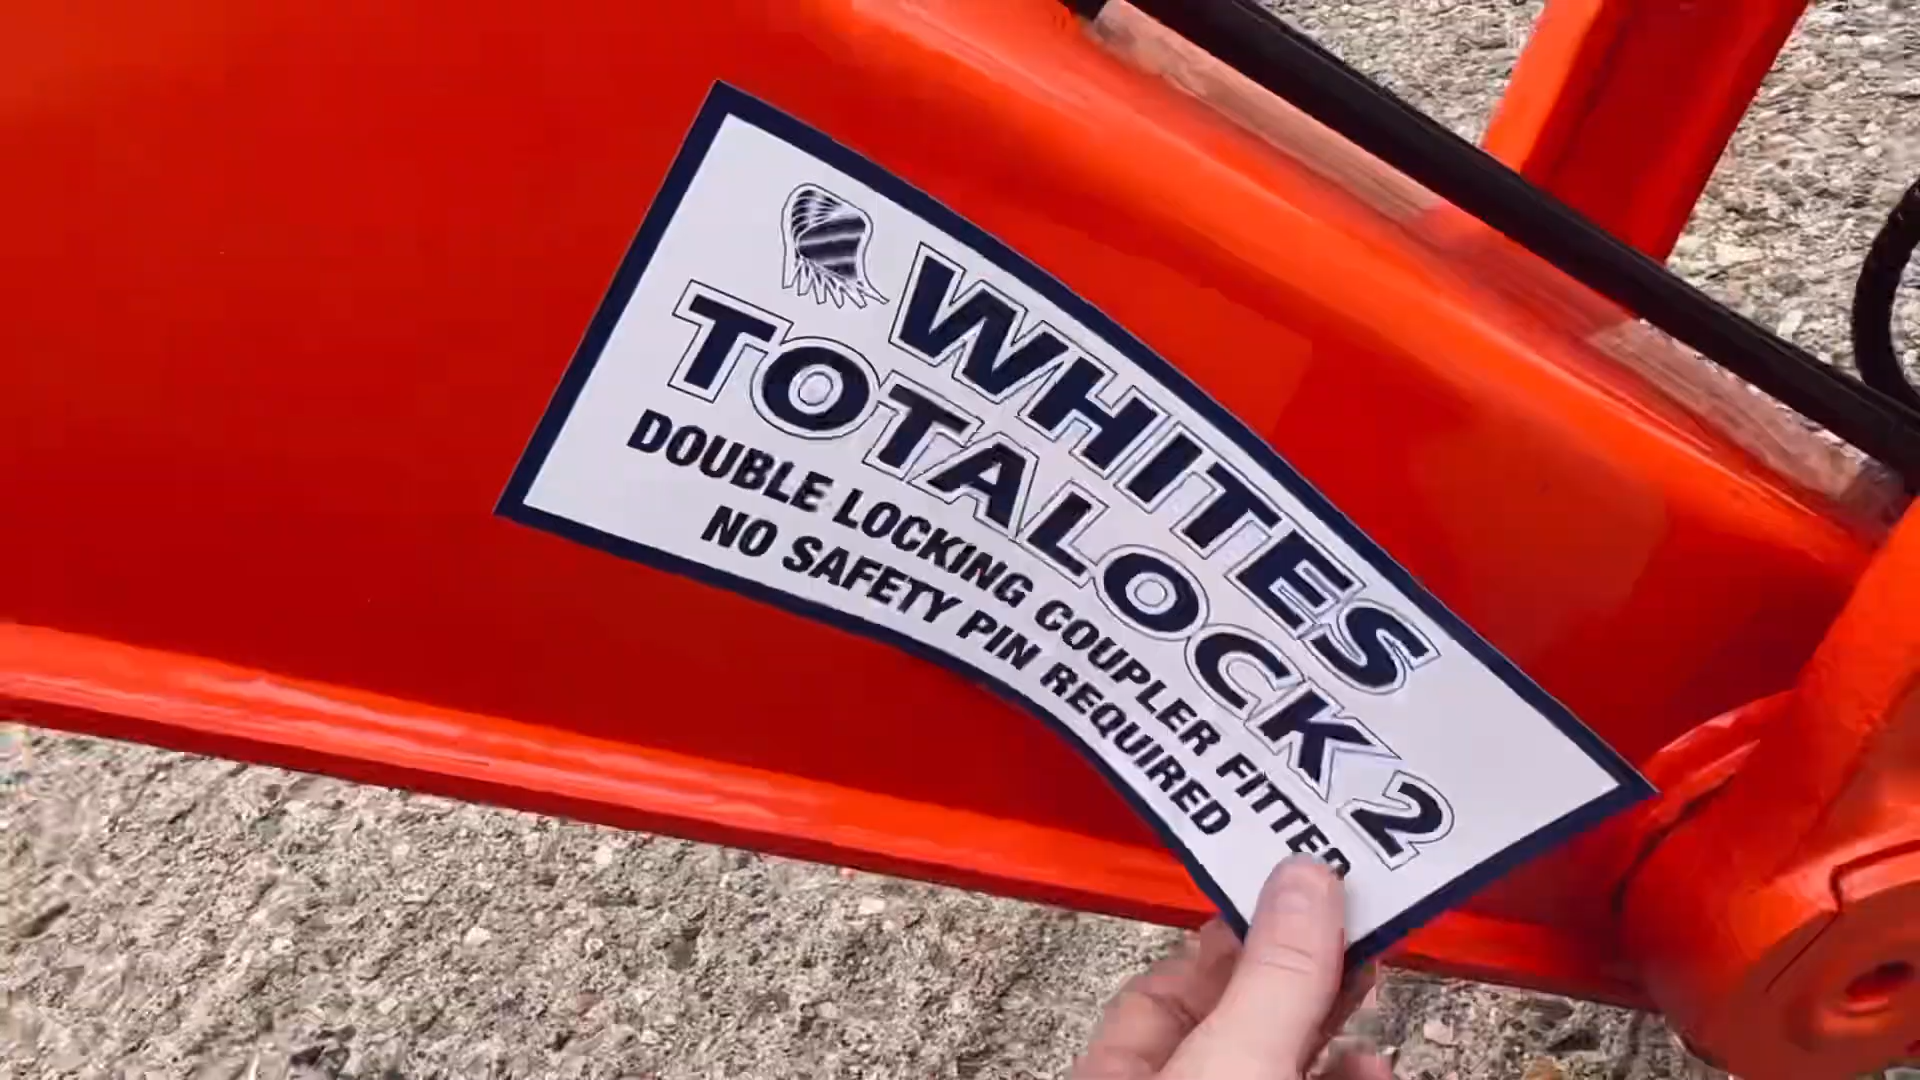 WHITES
TOTALOCK 2
DOUBLE LOCKING COUPLER FITTED
NO SAFETY PIN REQUIRED